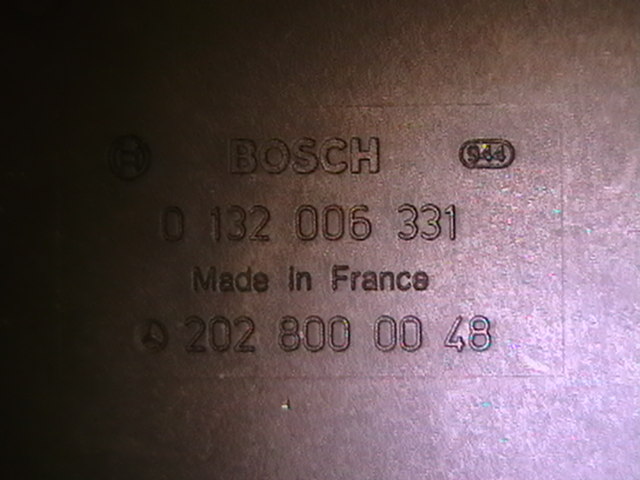 BOSCH 944
0 132 006 331
Made in France
202 800 00 48